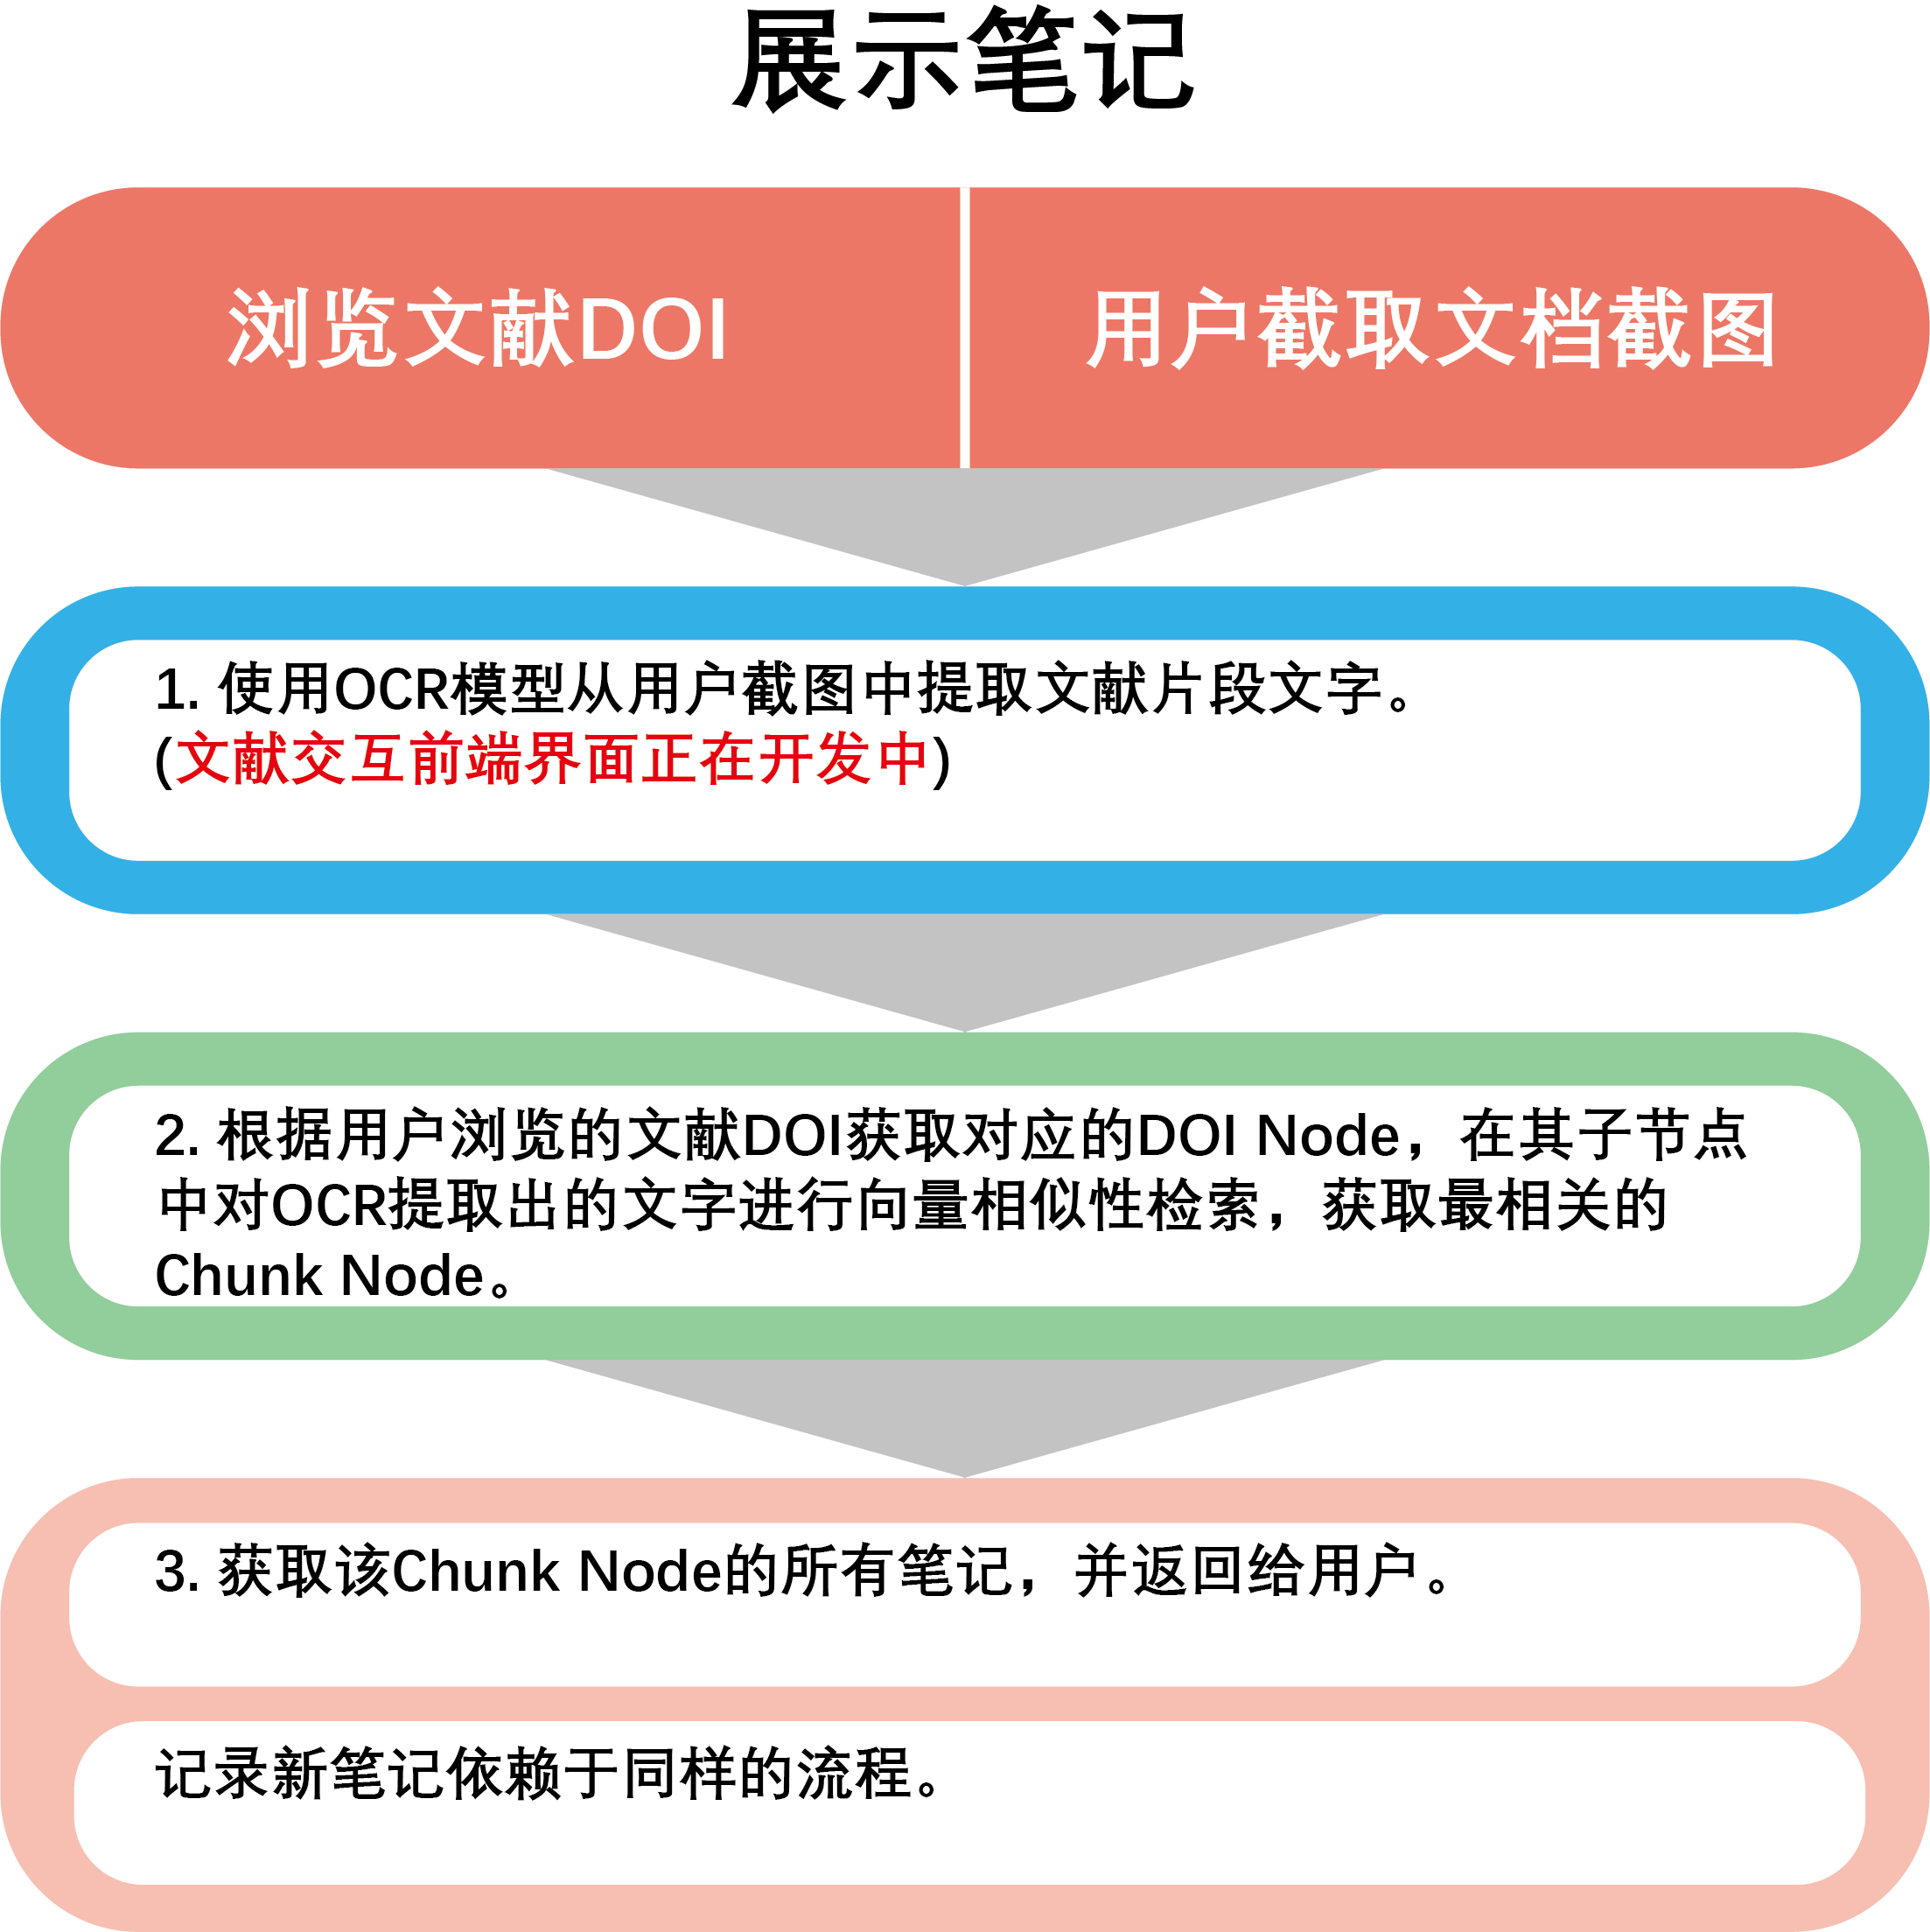 展示笔记
浏览文献DOI
用户截取文档截图
1. 使用OCR模型从用户截图中提取文献片段文字。
(文献交互前端界面正在开发中)
2. 根据用户浏览的文献DOI获取对应的DOI Node，在其子节点
中对OCR提取出的文字进行向量相似性检索，获取最相关的
Chunk Node。
3. 获取该Chunk Node的所有笔记，并返回给用户。
记录新笔记依赖于同样的流程。